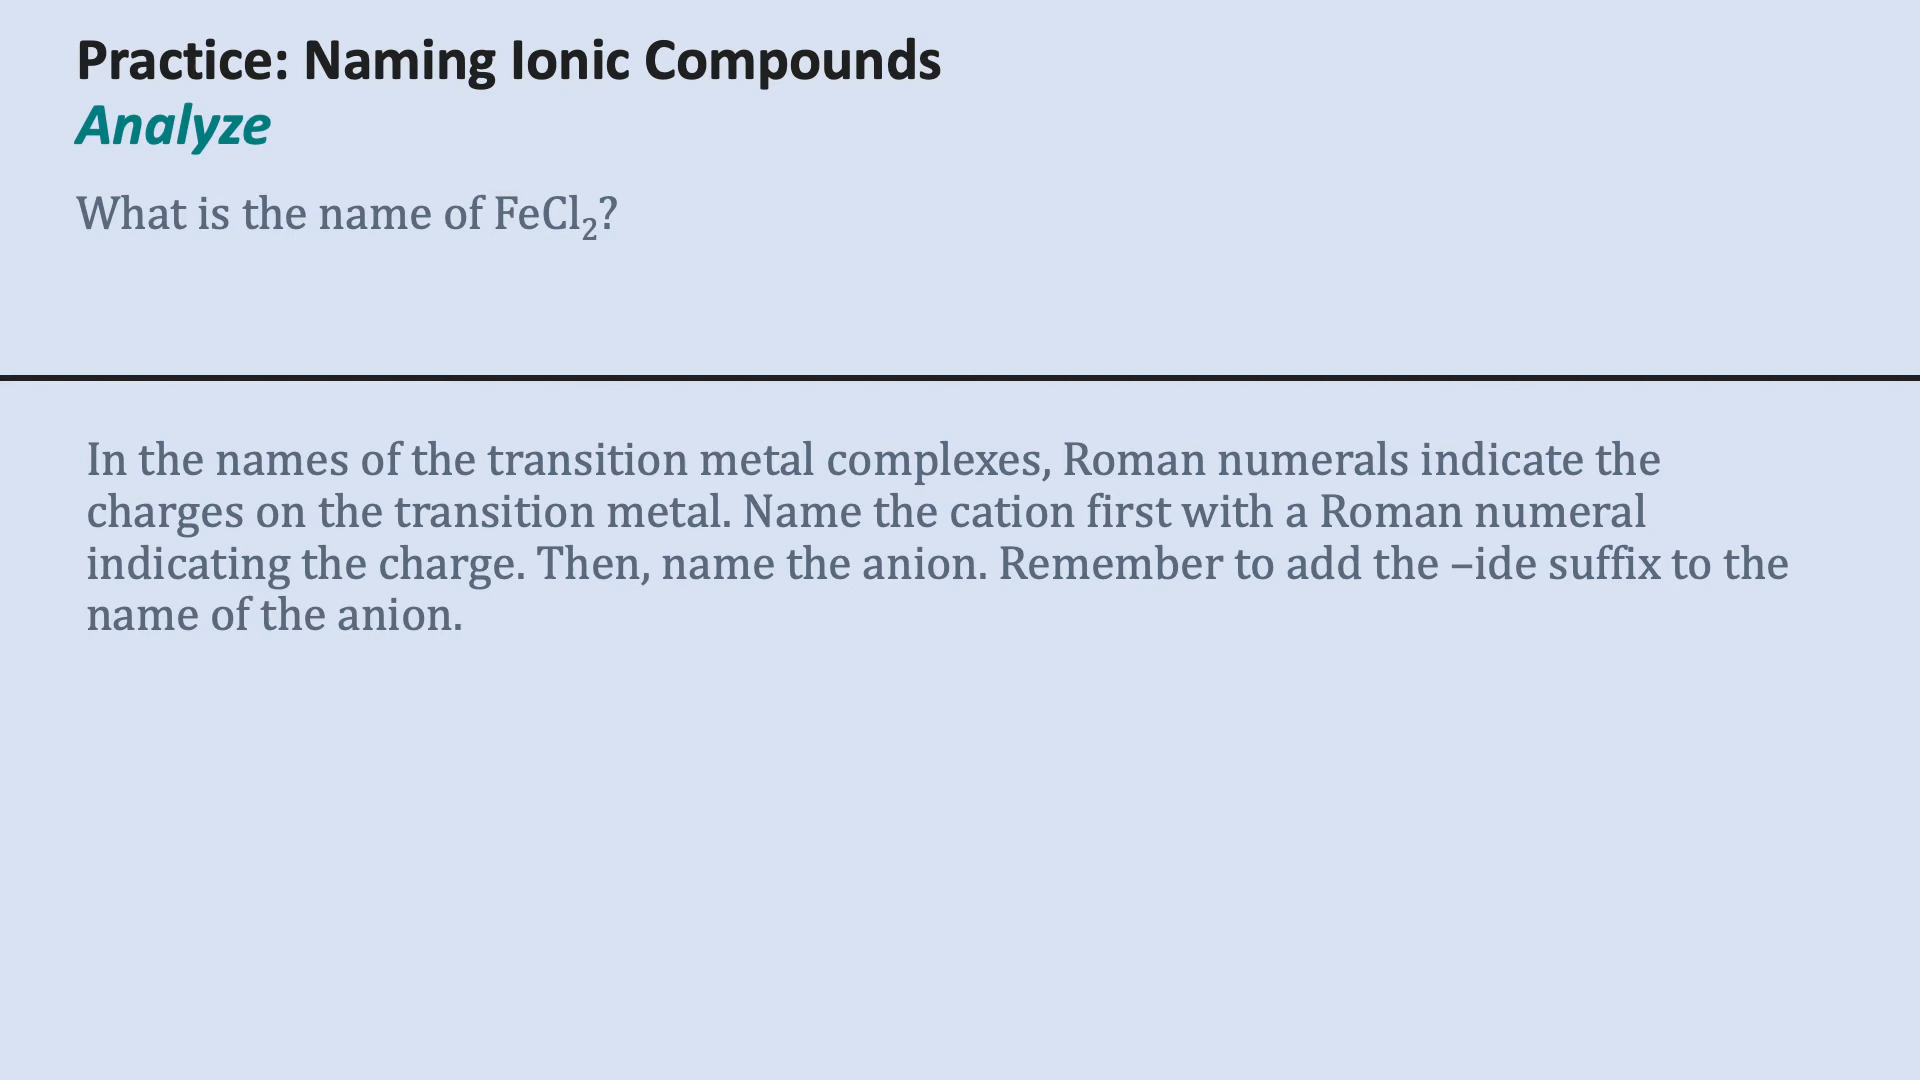 Practice: Naming Ionic Compounds
Analyze
What is the name of FeCl₂?
In the names of the transition metal complexes, Roman numerals indicate the
charges on the transition metal. Name the cation first with a Roman numeral
indicating the charge. Then, name the anion. Remember to add the –ide suffix to the
name of the anion.